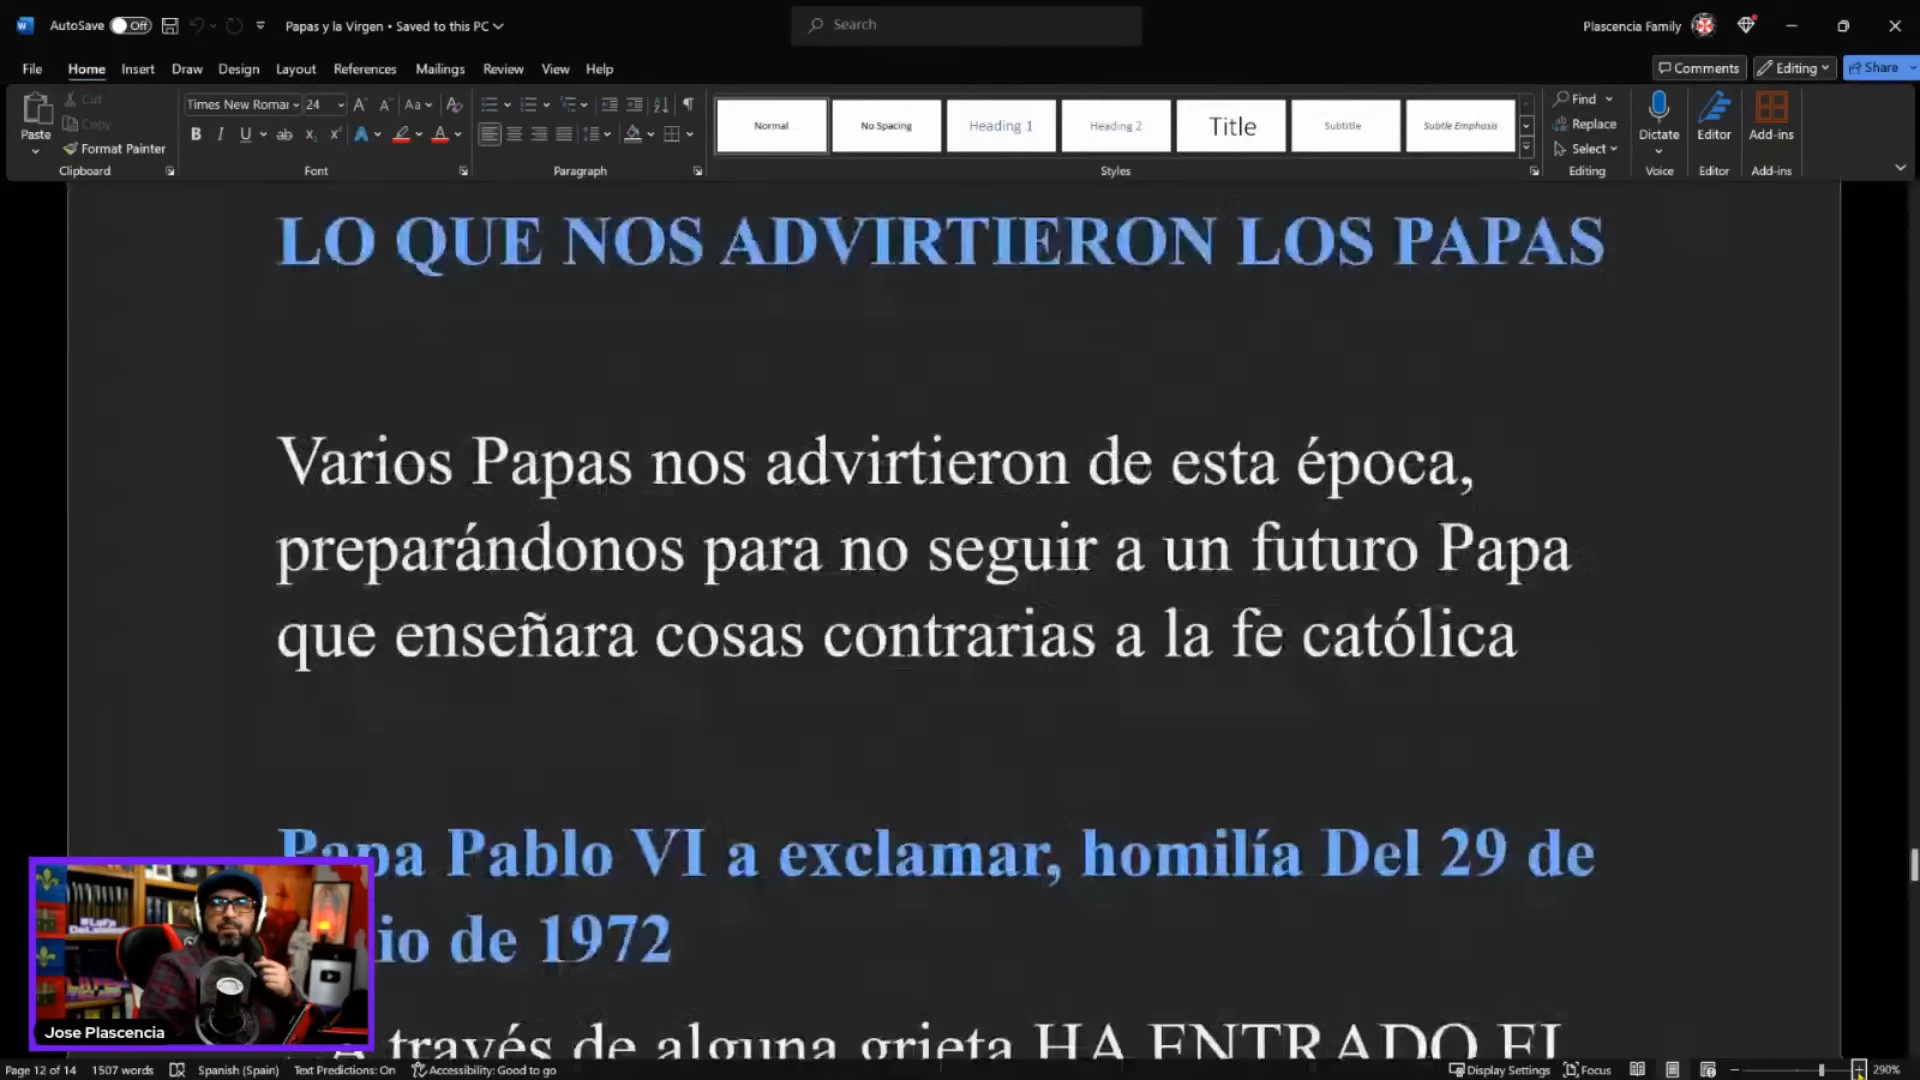 AutoSave Off Papas y la Virgen • Saved to this PC Search Plascencia Family
File Home Insert Draw Design Layout References Mailings Review View Help Comments Editing Share
Paste Cut Copy Format Painter Clipboard
Times New Roman 24 Aa
B I U ab x x A A Font
Paragraph
Normal No Spacing Heading 1 Heading 2 Title Subtitle Subtle Emphasis Styles
Find Replace Select Editing
Dictate Voice
Editor Editor
Add-ins Add-ins
LO QUE NOS ADVIRTIERON LOS PAPAS
Varios Papas nos advirtieron de esta época,
preparándonos para no seguir a un futuro Papa
que enseñara cosas contrarias a la fe católica
Papa Pablo VI a exclamar, homilía Del 29 de
io de 1972
A través de alguna grieta HA ENTRADO EL
Jose Plascencia
Page 12 of 14 1507 words Spanish (Spain) Text Predictions: On Accessibility: Good to go Display Settings Focus 290%